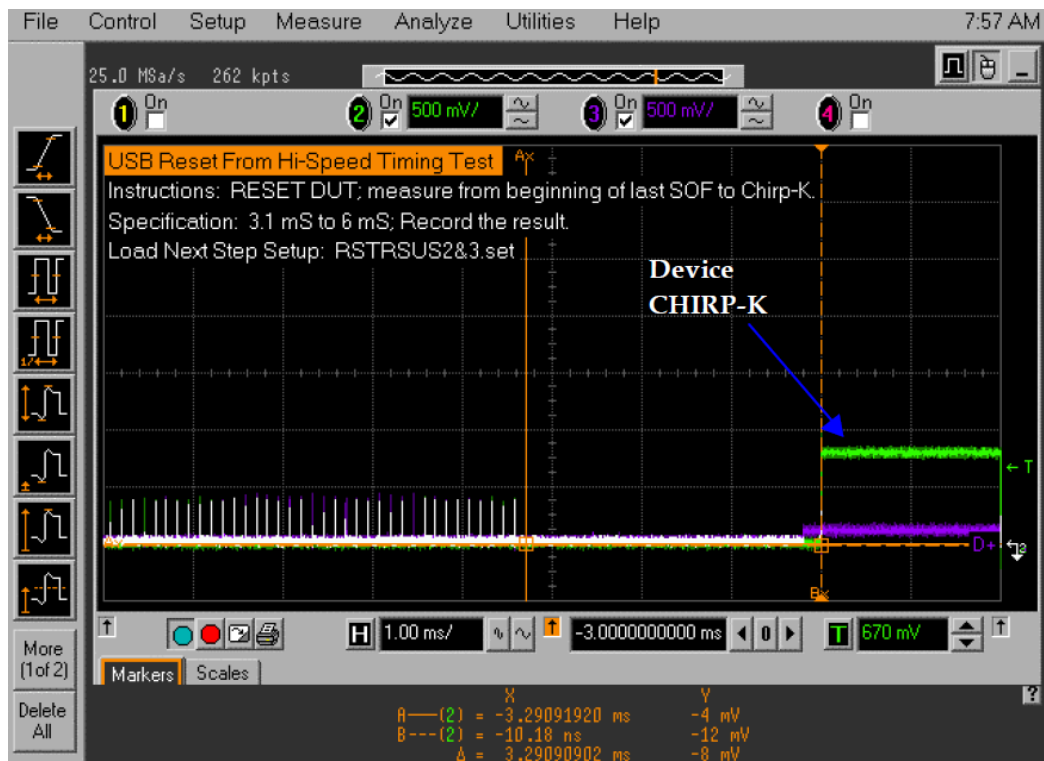 File Control Setup Measure Analyze Utilities Help 7:57 AM
25.0 MSa/s 262 kpts
1 On 2 On 500 mV/ 3 On 500 mV/ 4 On
USB Reset From Hi-Speed Timing Test
Ax
Instructions: RESET DUT; measure from beginning of last SOF to Chirp-K.
Specification: 3.1 mS to 6 mS; Record the result.
Load Next Step Setup: RSTRSUS2&3.set
Device
CHIRP-K
1/
T
Ay
D+
2
Bx
H 1.00 ms/ -3.0000000000 ms 0 T 670 mV
More
(1of 2)
Markers Scales
Delete
All
?
X Y
A—(2) = -3.29091920 ms -4 mV
B---(2) = -10.18 ns -12 mV
Δ = 3.29090902 ms -8 mV